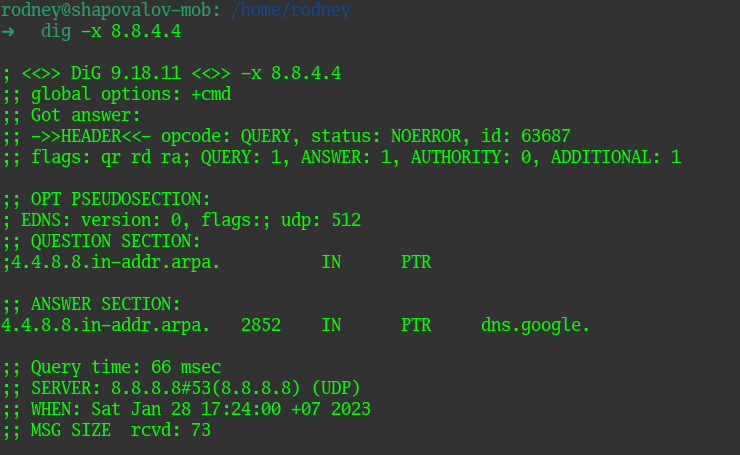 rodney@shapovalov-mob: /home/rodney
➜ dig -x 8.8.4.4
; <<>> DiG 9.18.11 <<>> -x 8.8.4.4
;; global options: +cmd
;; Got answer:
;; ->>HEADER<<- opcode: QUERY, status: NOERROR, id: 63687
;; flags: qr rd ra; QUERY: 1, ANSWER: 1, AUTHORITY: 0, ADDITIONAL: 1
;; OPT PSEUDOSECTION:
; EDNS: version: 0, flags:; udp: 512
;; QUESTION SECTION:
;4.4.8.8.in-addr.arpa. IN PTR
;; ANSWER SECTION:
4.4.8.8.in-addr.arpa. 2852 IN PTR dns.google.
;; Query time: 66 msec
;; SERVER: 8.8.8.8#53(8.8.8.8) (UDP)
;; WHEN: Sat Jan 28 17:24:00 +07 2023
;; MSG SIZE rcvd: 73